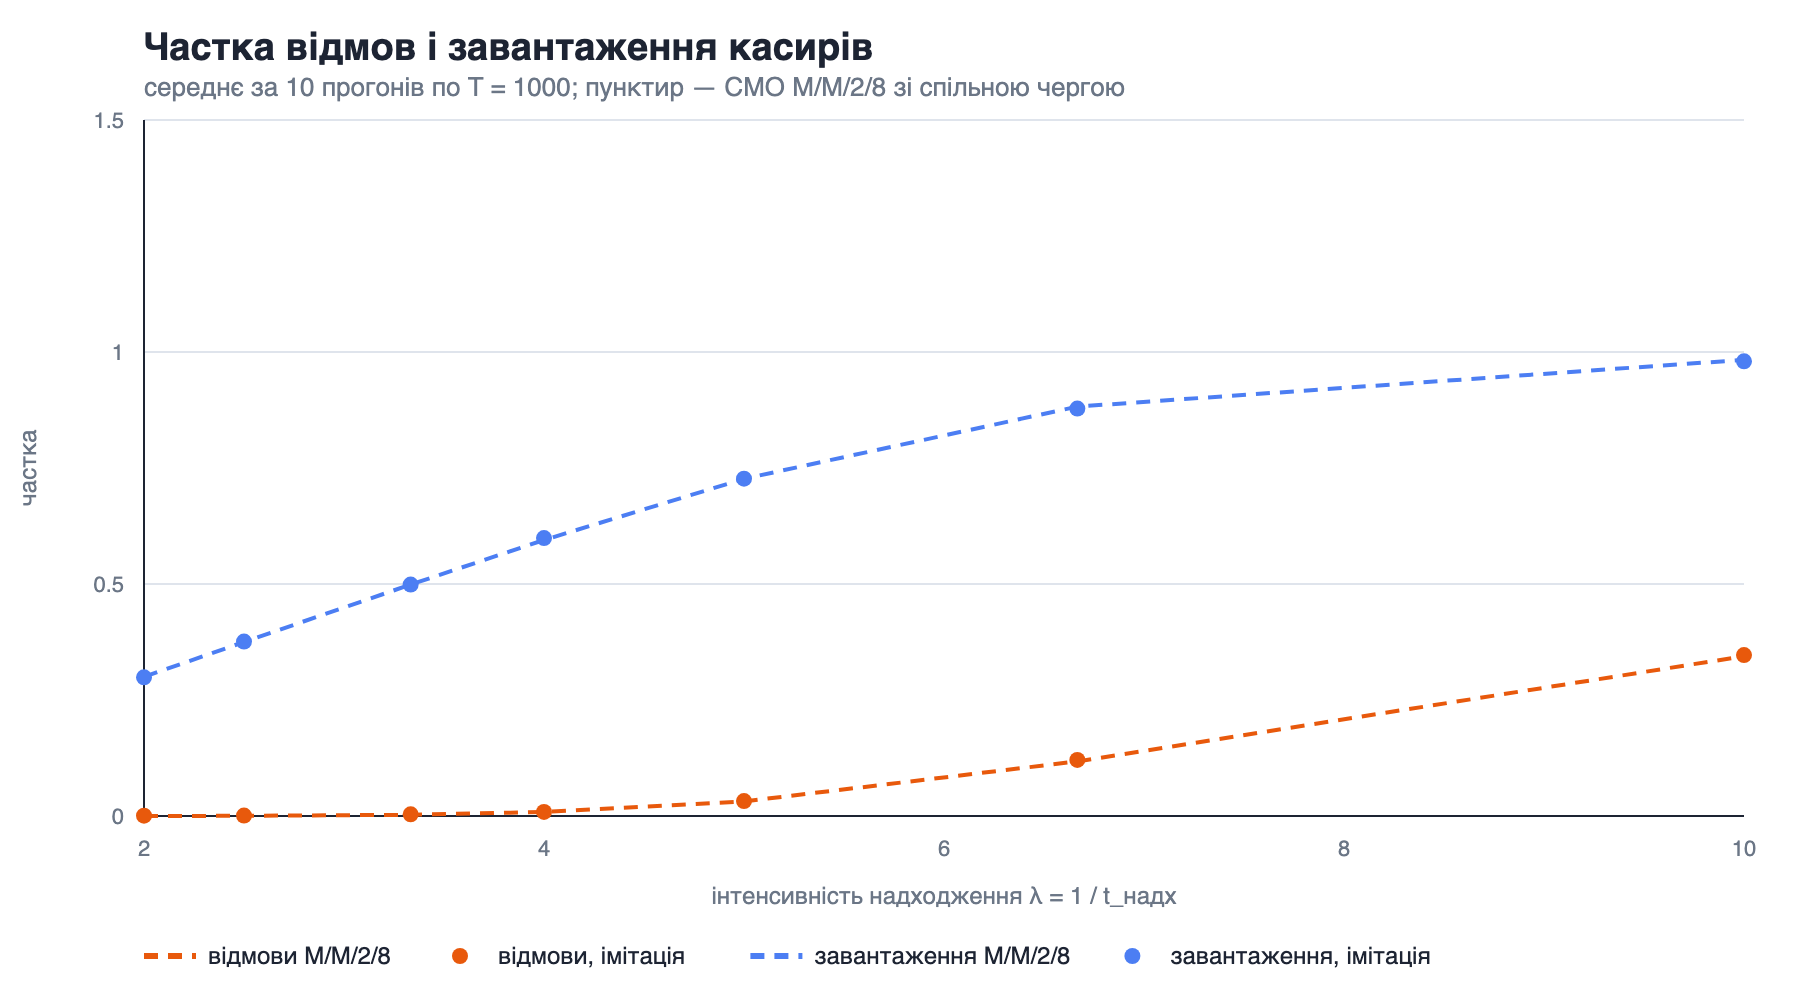 Частка відмов і завантаження касирів
середнє за 10 прогонів по T = 1000; пунктир — СМО M/M/2/8 зі спільною чергою
1.5
1
0.5
0
частка
2 4 6 8 10
інтенсивність надходження λ = 1 / t_надх
відмови M/M/2/8 відмови, імітація завантаження M/M/2/8 завантаження, імітація